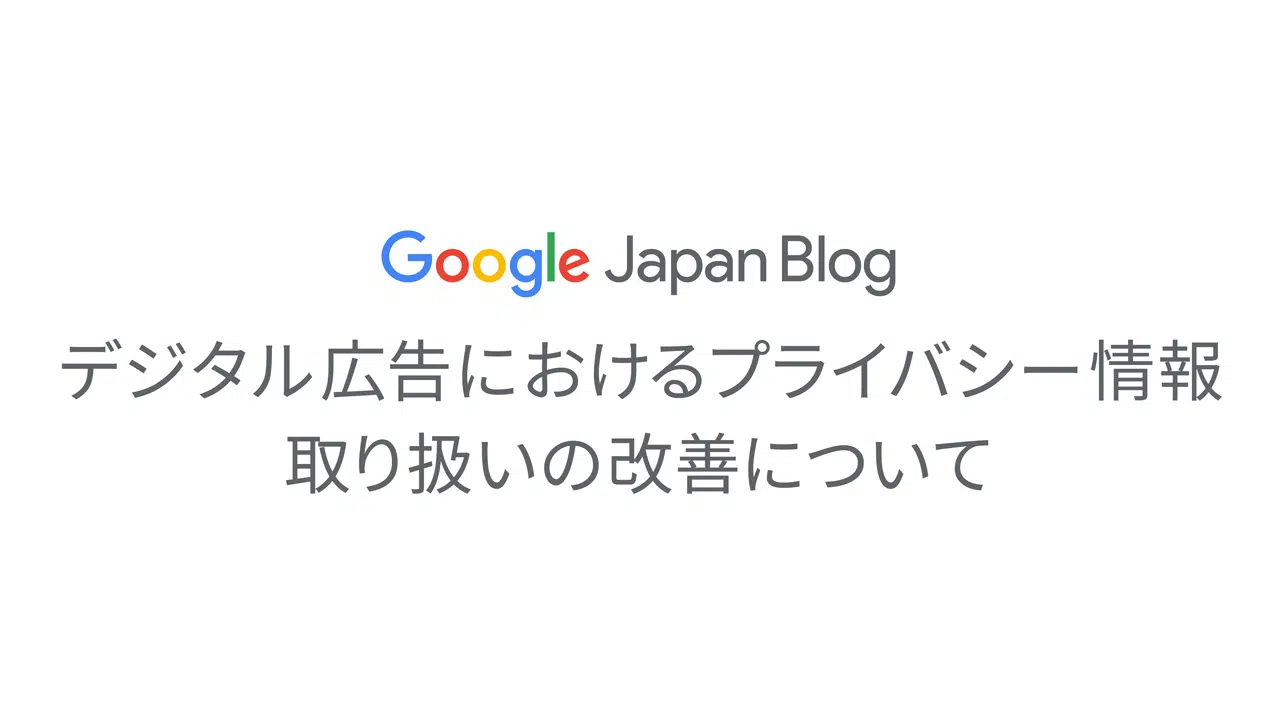 Google Japan Blog
デジタル広告におけるプライバシー情報
取り扱いの改善について